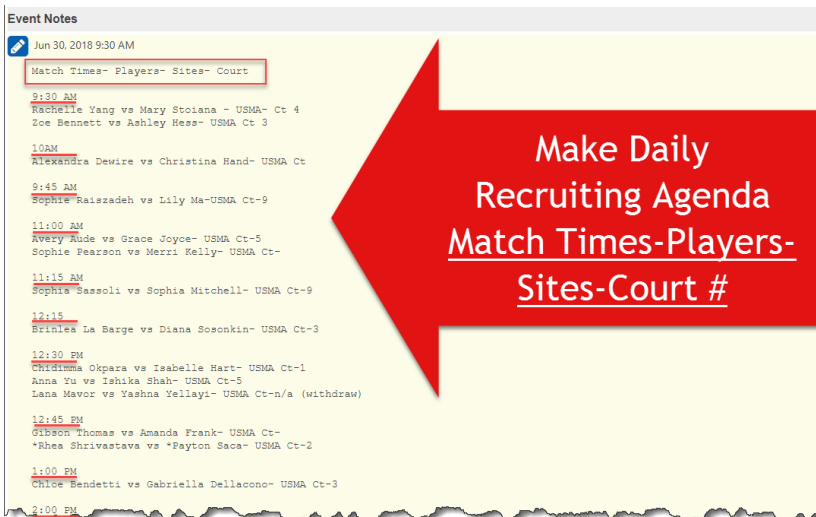 Event Notes
Jun 30, 2018 9:30 AM
Match Times- Players- Sites- Court
9:30 AM
Rachelle Yang vs Mary Stoiana - USMA- Ct 4
Zoe Bennett vs Ashley Hess- USMA Ct 3
10AM
Alexandra Dewire vs Christina Hand- USMA Ct
9:45 AM
Sophie Raiszadeh vs Lily Ma-USMA Ct-9
11:00 AM
Avery Aude vs Grace Joyce- USMA Ct-5
Sophie Pearson vs Merri Kelly- USMA Ct-
11:15 AM
Sophia Sassoli vs Sophia Mitchell- USMA Ct-9
12:15
Brinlea La Barge vs Diana Sosonkin- USMA Ct-3
12:30 PM
Chidimma Okpara vs Isabelle Hart- USMA Ct-1
Anna Yu vs Ishika Shah- USMA Ct-5
Lana Mavor vs Yashna Yellayi- USMA Ct-n/a (withdraw)
12:45 PM
Gibson Thomas vs Amanda Frank- USMA Ct-
*Rhea Shrivastava vs *Payton Saca- USMA Ct-2
1:00 PM
Chloe Bendetti vs Gabriella Dellacono- USMA Ct-3
2:00 PM
Make Daily
Recruiting Agenda
Match Times-Players-
Sites-Court #